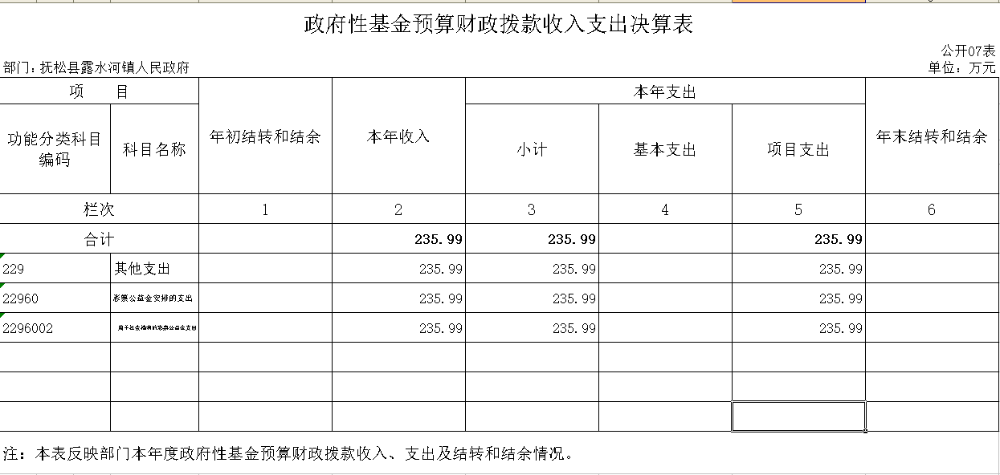 政府性基金预算财政拨款收入支出决算表
公开07表
部门：抚松县露水河镇人民政府 单位：万元
项 目 年初结转和结余 本年收入 本年支出 年末结转和结余
功能分类科目编码 科目名称 小计 基本支出 项目支出
栏次 1 2 3 4 5 6
合计 235.99 235.99 235.99
229 其他支出 235.99 235.99 235.99
22960 彩票公益金安排的支出 235.99 235.99 235.99
2296002 用于社会福利的彩票公益金支出 235.99 235.99 235.99
注：本表反映部门本年度政府性基金预算财政拨款收入、支出及结转和结余情况。